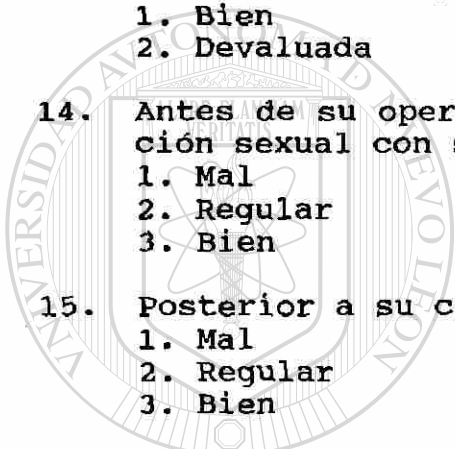 1. Bien
2. Devaluada
14. Antes de su oper
ción sexual con s
1. Mal
2. Regular
3. Bien
15. Posterior a su c
1. Mal
2. Regular
3. Bien